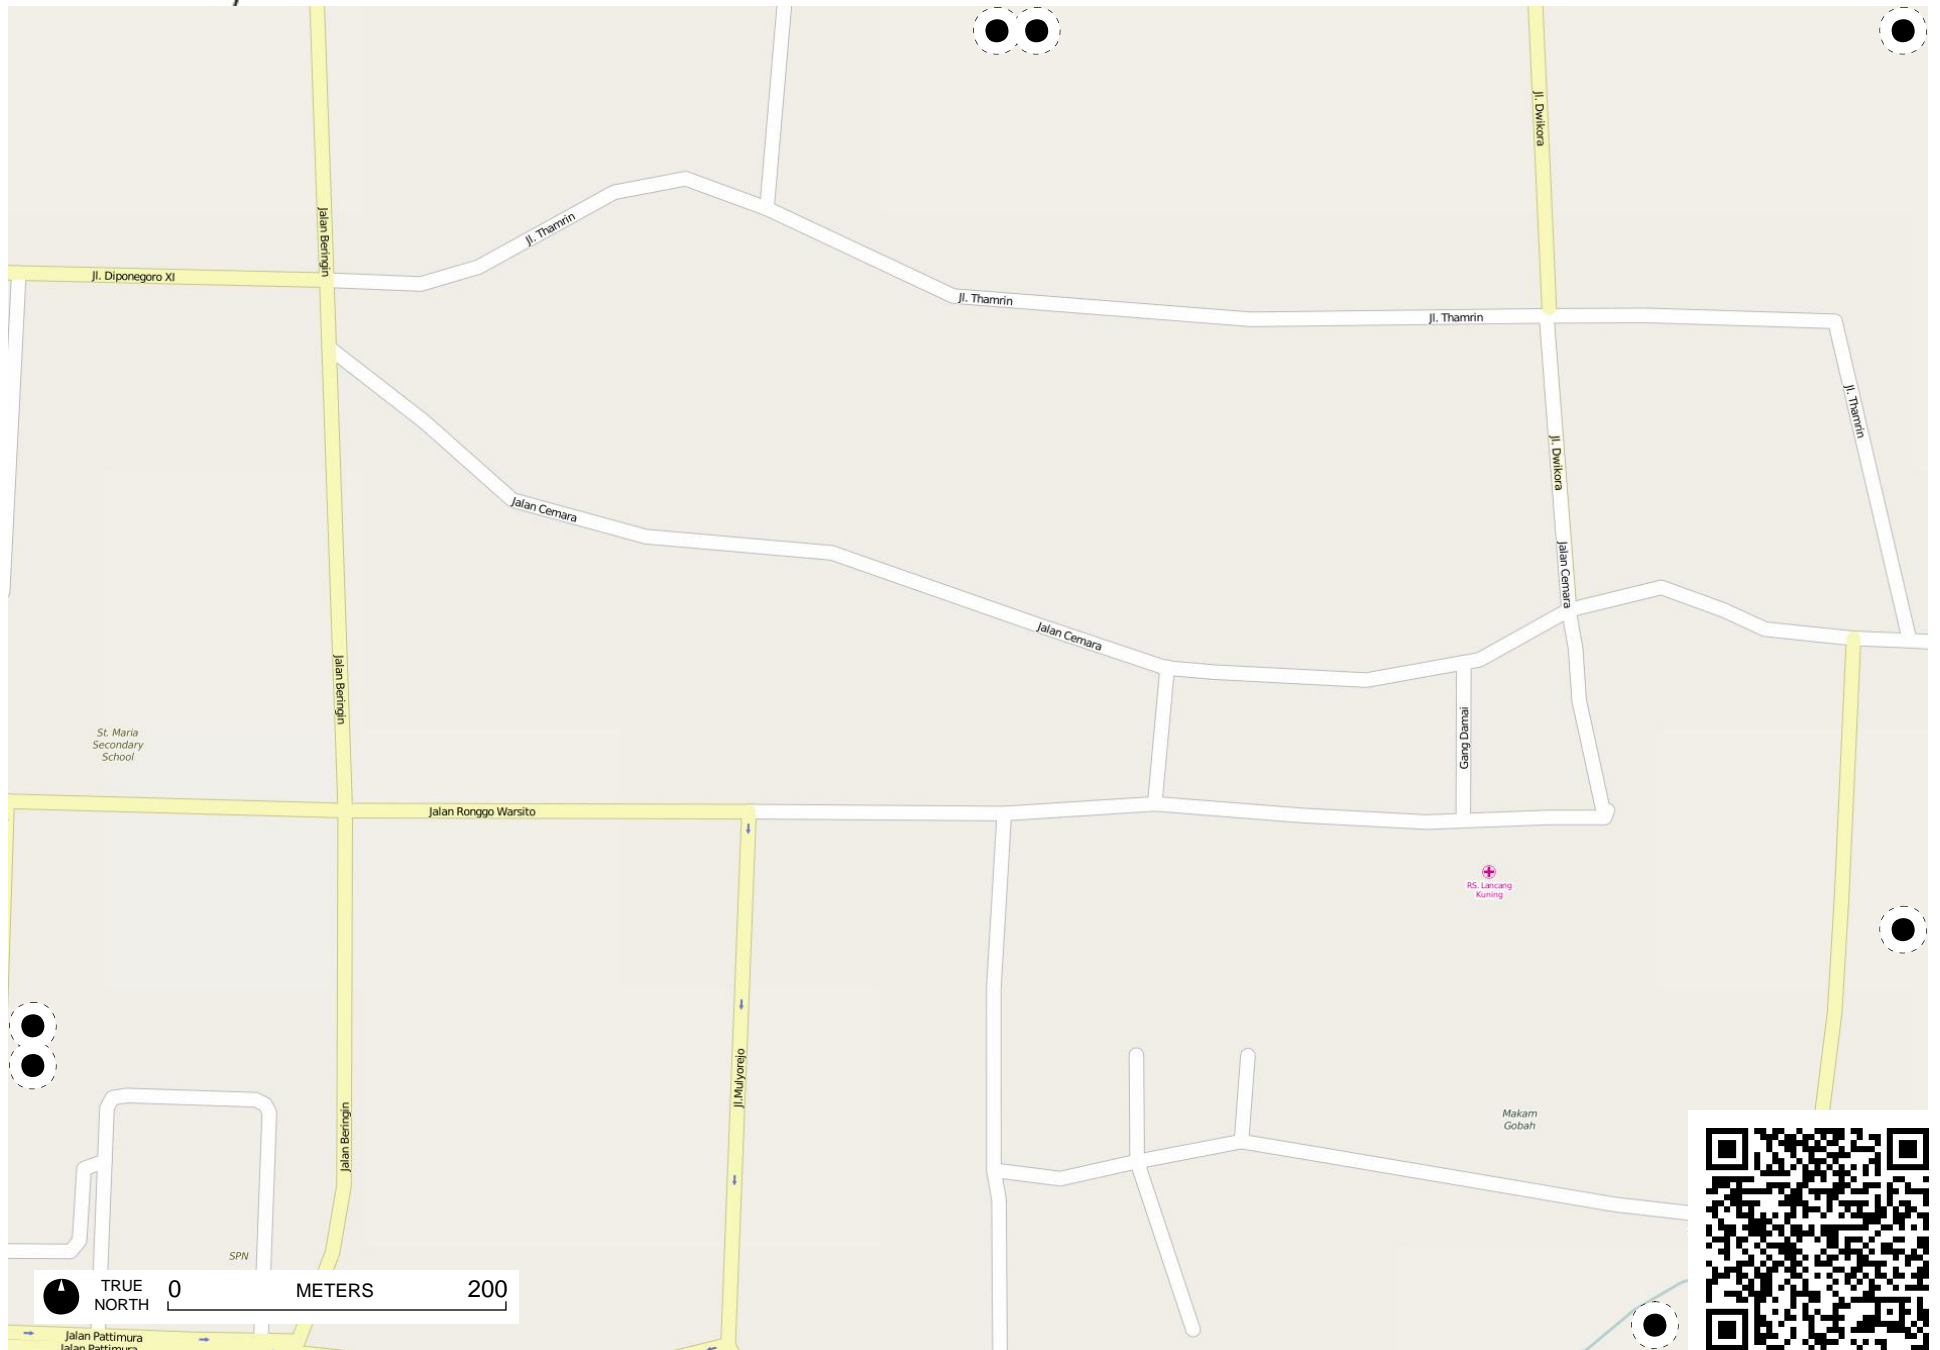 Jl. Dwikora
Jalan Beringin
Jl. Thamrin
Jl. Diponegoro XI
Jl. Thamrin
Jl. Thamrin
Jl. Thamrin
Jl. Dwikora
Jalan Cemara
Jalan Cemara
Jalan Cemara
Jalan Beringin
Gang Damai
St. Maria
Secondary
School
Jalan Ronggo Warsito
RS. Lancang
Kuning
Jl.Mulyorejo
Jalan Beringin
Makam
Gobah
SPN
TRUE
NORTH
0 METERS 200
Jalan Pattimura
Jalan Pattimura